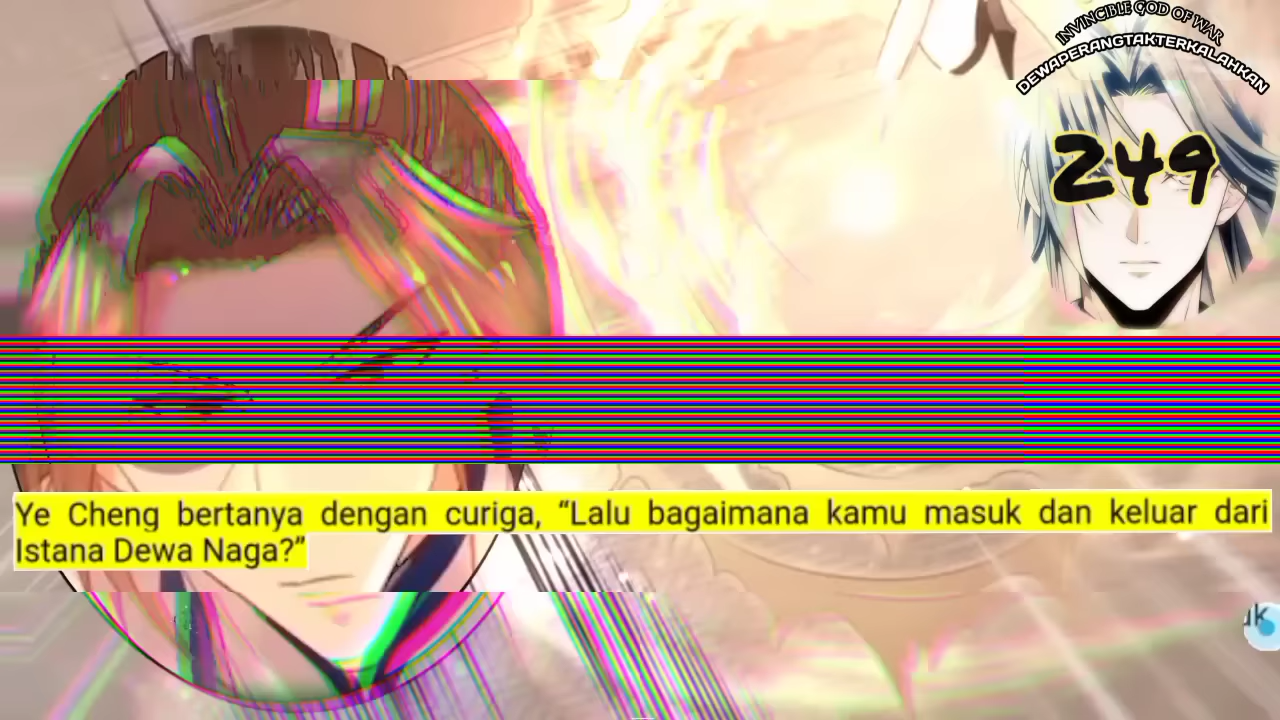 INVINCIBLE GOD OF WAR
DEWAPERANGTAKTERKALAHKAN
249
Ye Cheng bertanya dengan curiga, “Lalu bagaimana kamu masuk dan keluar dari
Istana Dewa Naga?”